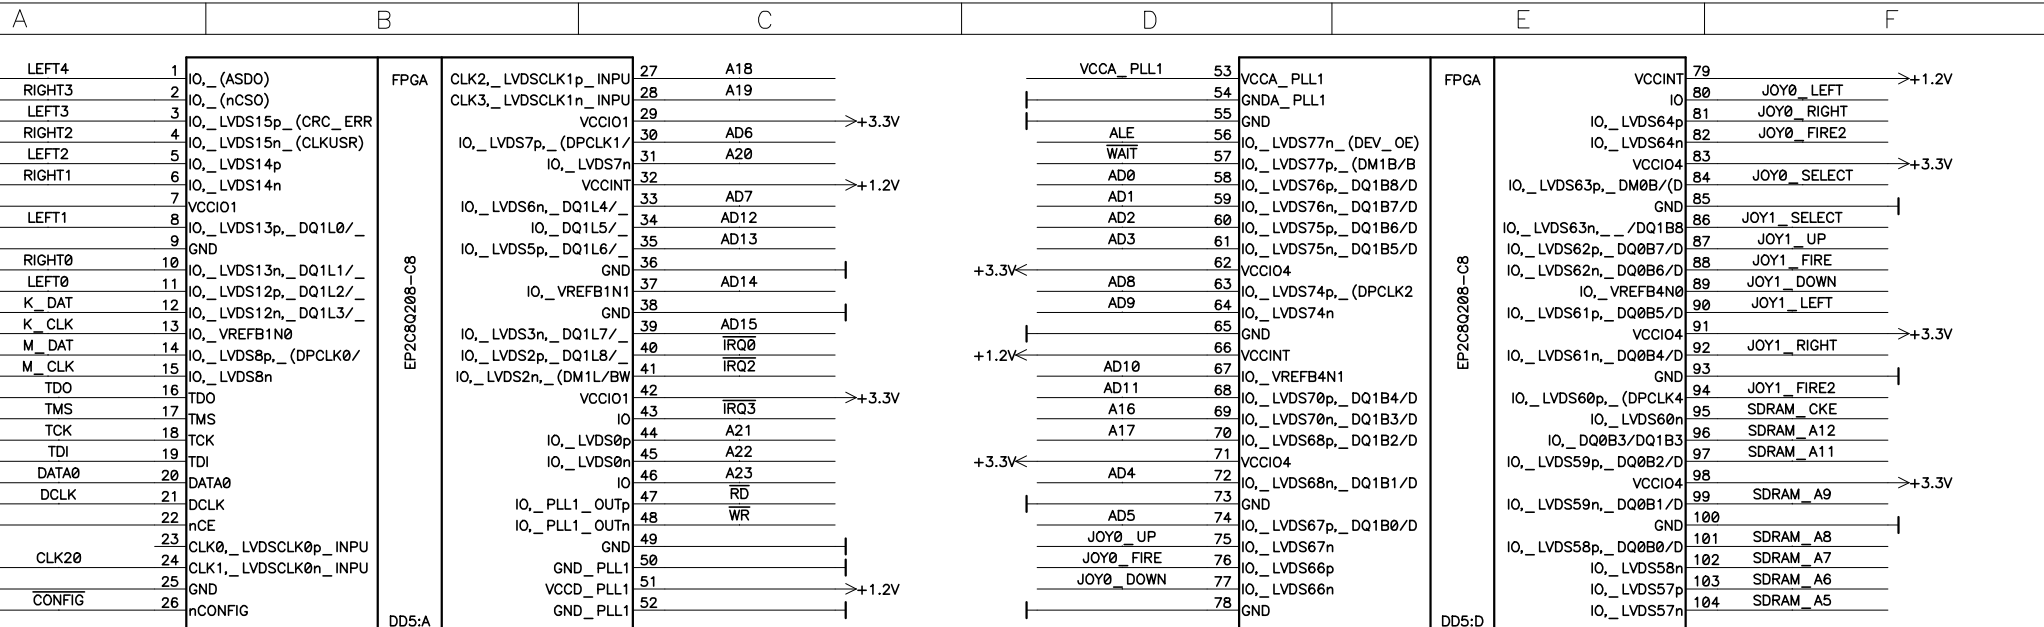 A B C D E F
LEFT4 1 IO,_(ASDO) FPGA CLK2,_LVDSCLK1p_INPU 27 A18 VCCA_PLL1 53 VCCA_PLL1 FPGA VCCINT 79 +1.2V
RIGHT3 2 IO,_(nCSO) CLK3,_LVDSCLK1n_INPU 28 A19 54 GNDA_PLL1 IO 80 JOY0_LEFT
LEFT3 3 IO,_LVDS15p_(CRC_ERR VCCIO1 29 +3.3V 55 GND IO,_LVDS64p 81 JOY0_RIGHT
RIGHT2 4 IO,_LVDS15n_(CLKUSR) IO,_LVDS7p,_(DPCLK1/ 30 AD6 ALE 56 IO,_LVDS77n_(DEV_OE) IO,_LVDS64n 82 JOY0_FIRE2
LEFT2 5 IO,_LVDS14p IO,_LVDS7n 31 A20 WAIT 57 IO,_LVDS77p,_(DM1B/B VCCIO4 83 +3.3V
RIGHT1 6 IO,_LVDS14n VCCINT 32 +1.2V AD0 58 IO,_LVDS76p,_DQ1B8/D IO,_LVDS63p,_DM0B/(D 84 JOY0_SELECT
7 VCCIO1 IO,_LVDS6n,_DQ1L4/_ 33 AD7 AD1 59 IO,_LVDS76n,_DQ1B7/D GND 85
LEFT1 8 IO,_LVDS13p,_DQ1L0/_ IO,_DQ1L5/_ 34 AD12 AD2 60 IO,_LVDS75p,_DQ1B6/D IO,_LVDS63n,__/DQ1B8 86 JOY1_SELECT
9 GND IO,_LVDS5p,_DQ1L6/_ 35 AD13 AD3 61 IO,_LVDS75n,_DQ1B5/D IO,_LVDS62p,_DQ0B7/D 87 JOY1_UP
RIGHT0 10 IO,_LVDS13n,_DQ1L1/_ GND 36 +3.3V 62 VCCIO4 IO,_LVDS62n,_DQ0B6/D 88 JOY1_FIRE
LEFT0 11 IO,_LVDS12p,_DQ1L2/_ IO,_VREFB1N1 37 AD14 AD8 63 IO,_LVDS74p,_(DPCLK2 IO,_VREFB4N0 89 JOY1_DOWN
K_DAT 12 IO,_LVDS12n,_DQ1L3/_ GND 38 AD9 64 IO,_LVDS74n IO,_LVDS61p,_DQ0B5/D 90 JOY1_LEFT
K_CLK 13 IO,_VREFB1N0 IO,_LVDS3n,_DQ1L7/_ 39 AD15 65 GND VCCIO4 91 +3.3V
M_DAT 14 IO,_LVDS8p,_(DPCLK0/ EP2C8Q208-C8 IO,_LVDS2p,_DQ1L8/_ 40 IRQ0 +1.2V 66 VCCINT EP2C8Q208-C8 IO,_LVDS61n,_DQ0B4/D 92 JOY1_RIGHT
M_CLK 15 IO,_LVDS8n IO,_LVDS2n,_(DM1L/BW 41 IRQ2 AD10 67 IO,_VREFB4N1 GND 93
TDO 16 TDO VCCIO1 42 +3.3V AD11 68 IO,_LVDS70p,_DQ1B4/D IO,_LVDS60p,_(DPCLK4 94 JOY1_FIRE2
TMS 17 TMS IO 43 IRQ3 A16 69 IO,_LVDS70n,_DQ1B3/D IO,_LVDS60n 95 SDRAM_CKE
TCK 18 TCK IO,_LVDS0p 44 A21 A17 70 IO,_LVDS68p,_DQ1B2/D IO,_DQ0B3/DQ1B3 96 SDRAM_A12
TDI 19 TDI IO,_LVDS0n 45 A22 +3.3V 71 VCCIO4 IO,_LVDS59p,_DQ0B2/D 97 SDRAM_A11
DATA0 20 DATA0 IO 46 A23 AD4 72 IO,_LVDS68n,_DQ1B1/D VCCIO4 98 +3.3V
DCLK 21 DCLK IO,_PLL1_OUTp 47 RD 73 GND IO,_LVDS59n,_DQ0B1/D 99 SDRAM_A9
22 nCE IO,_PLL1_OUTn 48 WR AD5 74 IO,_LVDS67p,_DQ1B0/D GND 100
23 CLK0,_LVDSCLK0p_INPU GND 49 JOY0_UP 75 IO,_LVDS67n IO,_LVDS58p,_DQ0B0/D 101 SDRAM_A8
CLK20 24 CLK1,_LVDSCLK0n_INPU GND_PLL1 50 JOY0_FIRE 76 IO,_LVDS66p IO,_LVDS58n 102 SDRAM_A7
25 GND VCCD_PLL1 51 +1.2V JOY0_DOWN 77 IO,_LVDS66n IO,_LVDS57p 103 SDRAM_A6
CONFIG 26 nCONFIG GND_PLL1 52 78 GND IO,_LVDS57n 104 SDRAM_A5
DD5:A DD5:D